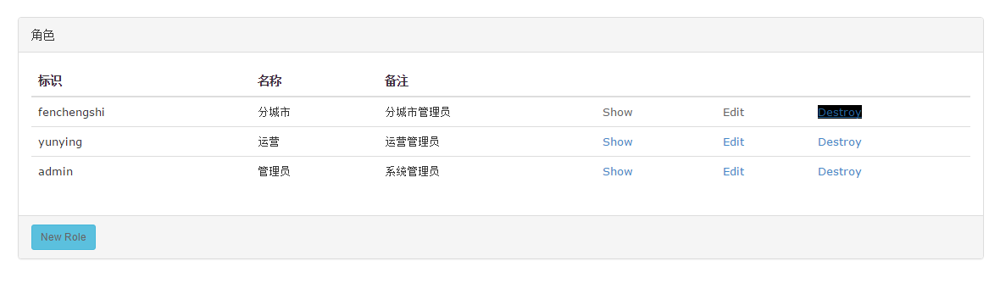 角色
标识 名称 备注
fenchengshi 分城市 分城市管理员 Show Edit Destroy
yunying 运营 运营管理员 Show Edit Destroy
admin 管理员 系统管理员 Show Edit Destroy
New Role